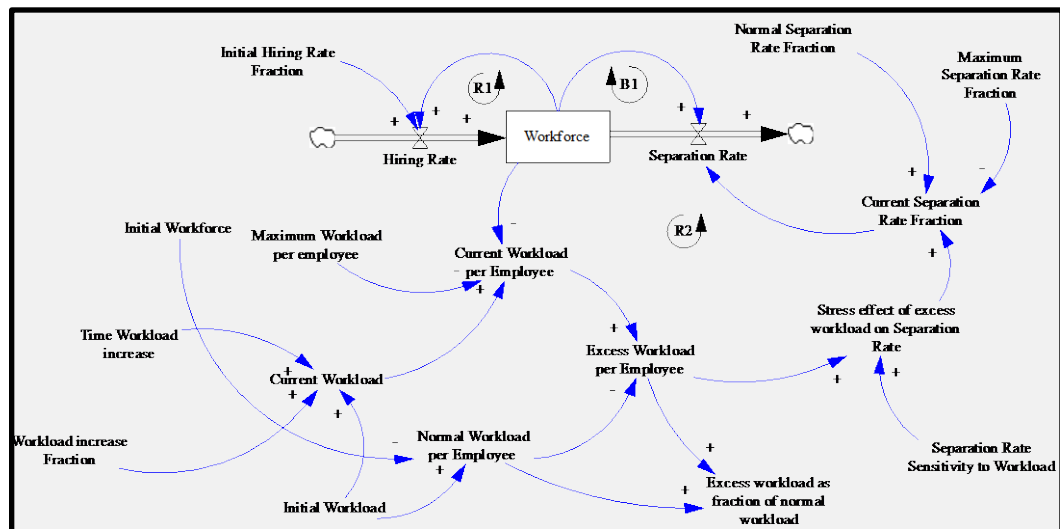 Initial Hiring Rate
Fraction
Normal Separation
Rate Fraction
Maximum
Separation Rate
Fraction
R1
B1
+
+
+
+
+
Workforce
Hiring Rate
Separation Rate
+
-
Current Separation
Rate Fraction
Initial Workforce
-
R2
Maximum Workload
per employee
Current Workload
per Employee
-
+
+
Stress effect of excess
workload on Separation
Rate
Time Workload
increase
+
Excess Workload
per Employee
Current Workload
+
+
+
+
+
-
Workload increase
Fraction
-
Normal Workload
per Employee
+
Separation Rate
Sensitivity to Workload
+
+
Excess workload as
fraction of normal
workload
Initial Workload